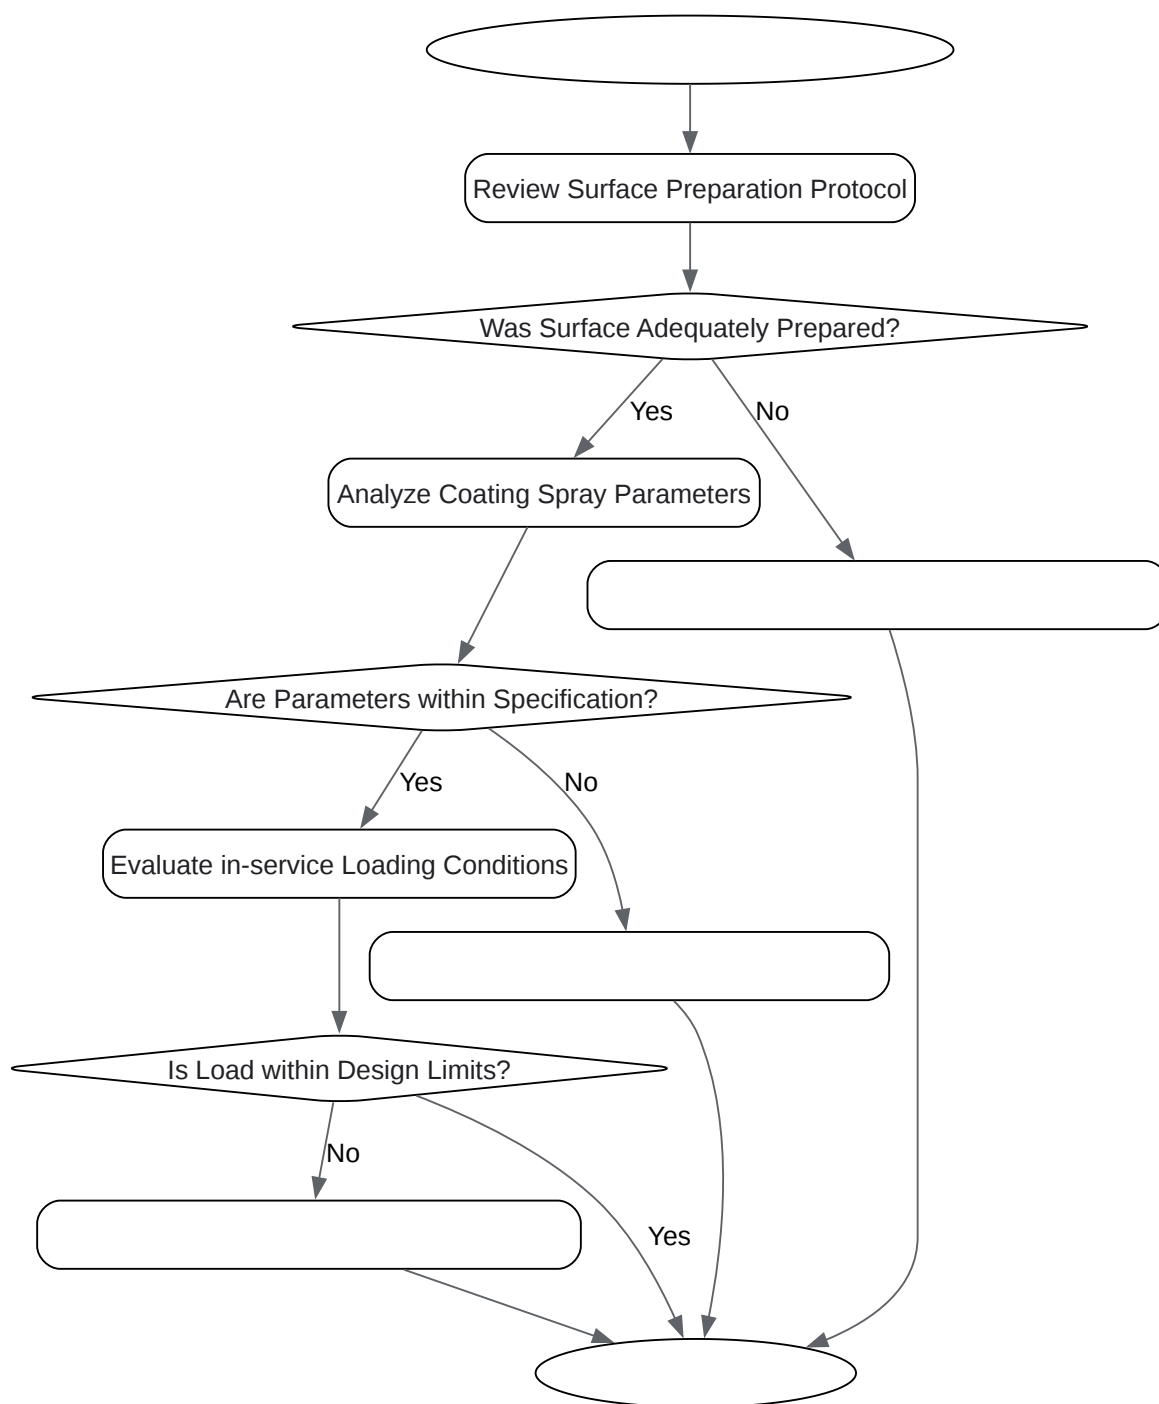 Review Surface Preparation Protocol
Was Surface Adequately Prepared?
Yes
No
Analyze Coating Spray Parameters
Are Parameters within Specification?
Yes
No
Evaluate in-service Loading Conditions
Is Load within Design Limits?
No
Yes